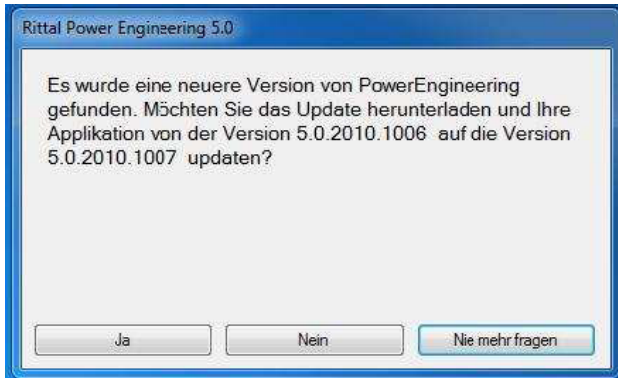 Rittal Power Engineering 5.0
Es wurde eine neuere Version von PowerEngineering
gefunden. Möchten Sie das Update herunterladen und Ihre
Applikation von der Version 5.0.2010.1006 auf die Version
5.0.2010.1007 updaten?
Ja
Nein
Nie mehr fragen